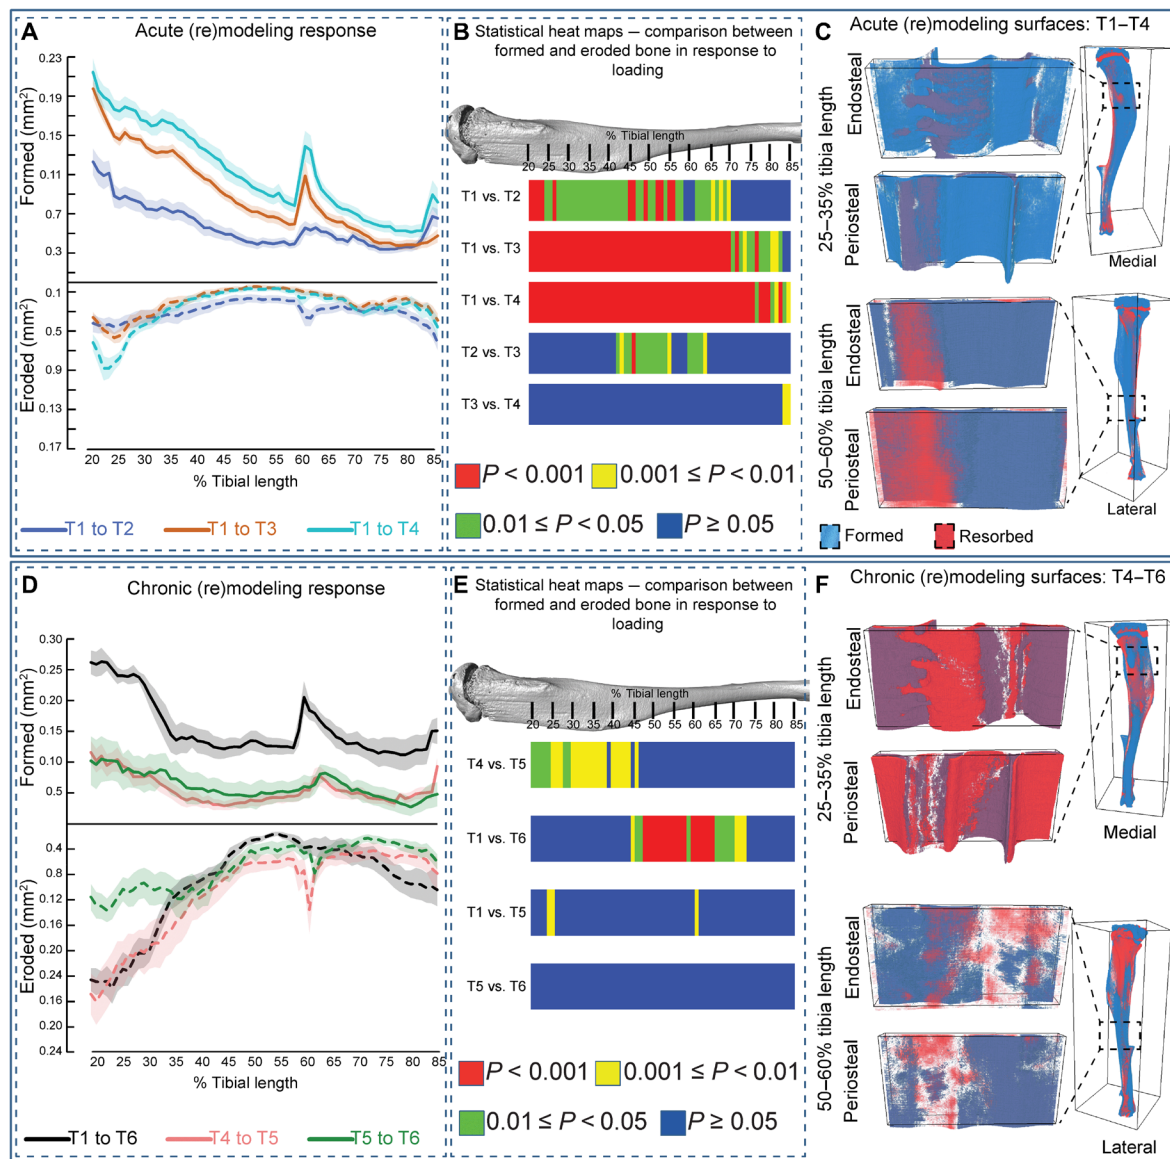 A
Acute (re)modeling response
Formed (mm²)
0.23
0.19
0.15
0.11
0.7
0.3
Eroded (mm²)
0.1
0.5
0.9
0.13
0.17
20 25 30 35 40 45 50 55 60 65 70 75 80 85
% Tibial length
T1 to T2
T1 to T3
T1 to T4
B
Statistical heat maps — comparison between
formed and eroded bone in response to
loading
% Tibial length
20 25 30 35 40 45 50 55 60 65 70 75 80 85
T1 vs. T2
T1 vs. T3
T1 vs. T4
T2 vs. T3
T3 vs. T4
P < 0.001
0.001 ≤ P < 0.01
0.01 ≤ P < 0.05
P ≥ 0.05
C
Acute (re)modeling surfaces: T1–T4
25–35% tibia length
Endosteal
Periosteal
Medial
50–60% tibia length
Endosteal
Periosteal
Lateral
Formed
Resorbed
D
Chronic (re)modeling response
Formed (mm²)
0.30
0.25
0.20
0.15
0.10
0.5
Eroded (mm²)
0.4
0.8
0.12
0.16
0.20
0.24
0.28
0.24
20 25 30 35 40 45 50 55 60 65 70 75 80 85
% Tibial length
T1 to T6
T4 to T5
T5 to T6
E
Statistical heat maps — comparison between
formed and eroded bone in response to
loading
% Tibial length
20 25 30 35 40 45 50 55 60 65 70 75 80 85
T4 vs. T5
T1 vs. T6
T1 vs. T5
T5 vs. T6
P < 0.001
0.001 ≤ P < 0.01
0.01 ≤ P < 0.05
P ≥ 0.05
F
Chronic (re)modeling surfaces: T4–T6
25–35% tibia length
Endosteal
Periosteal
Medial
50–60% tibia length
Endosteal
Periosteal
Lateral